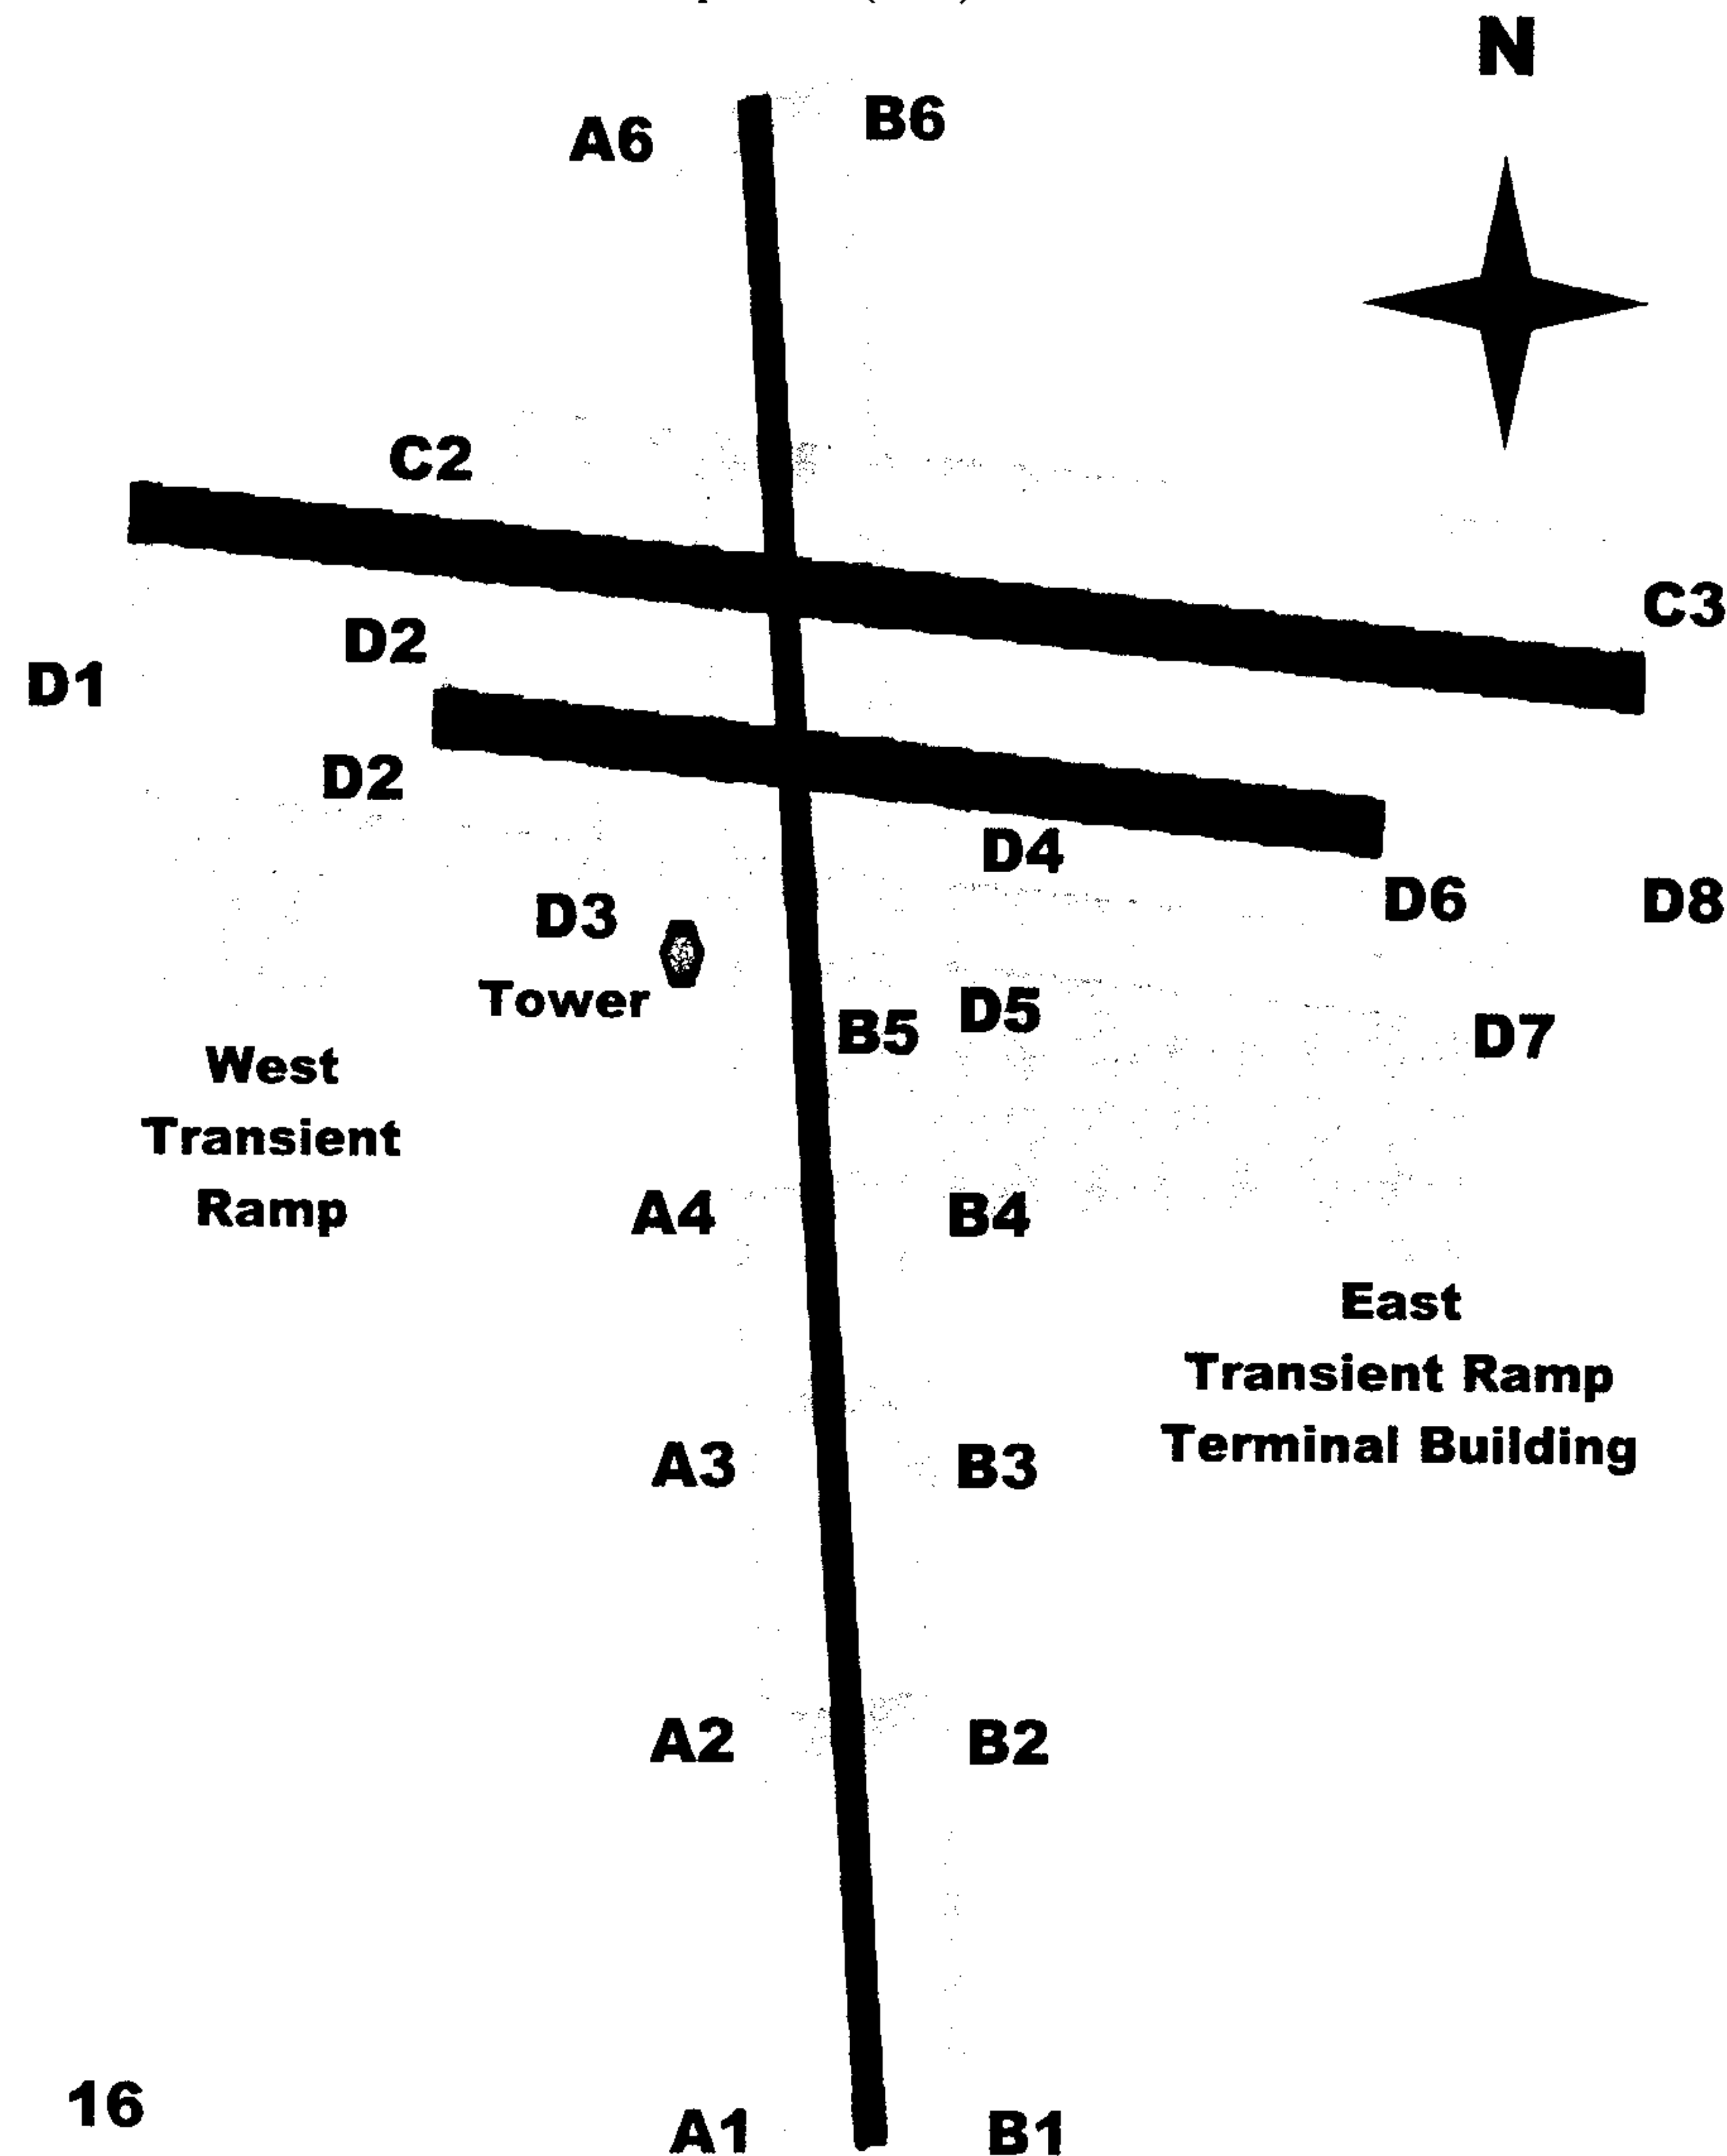 N
A6
B6
C2
C3
D2
D1
D2
D4
D6
D8
D3
Tower
B5
D5
D7
West
Transient
Ramp
A4
B4
East
Transient Ramp
Terminal Building
A3
B3
A2
B2
16
A1
B1